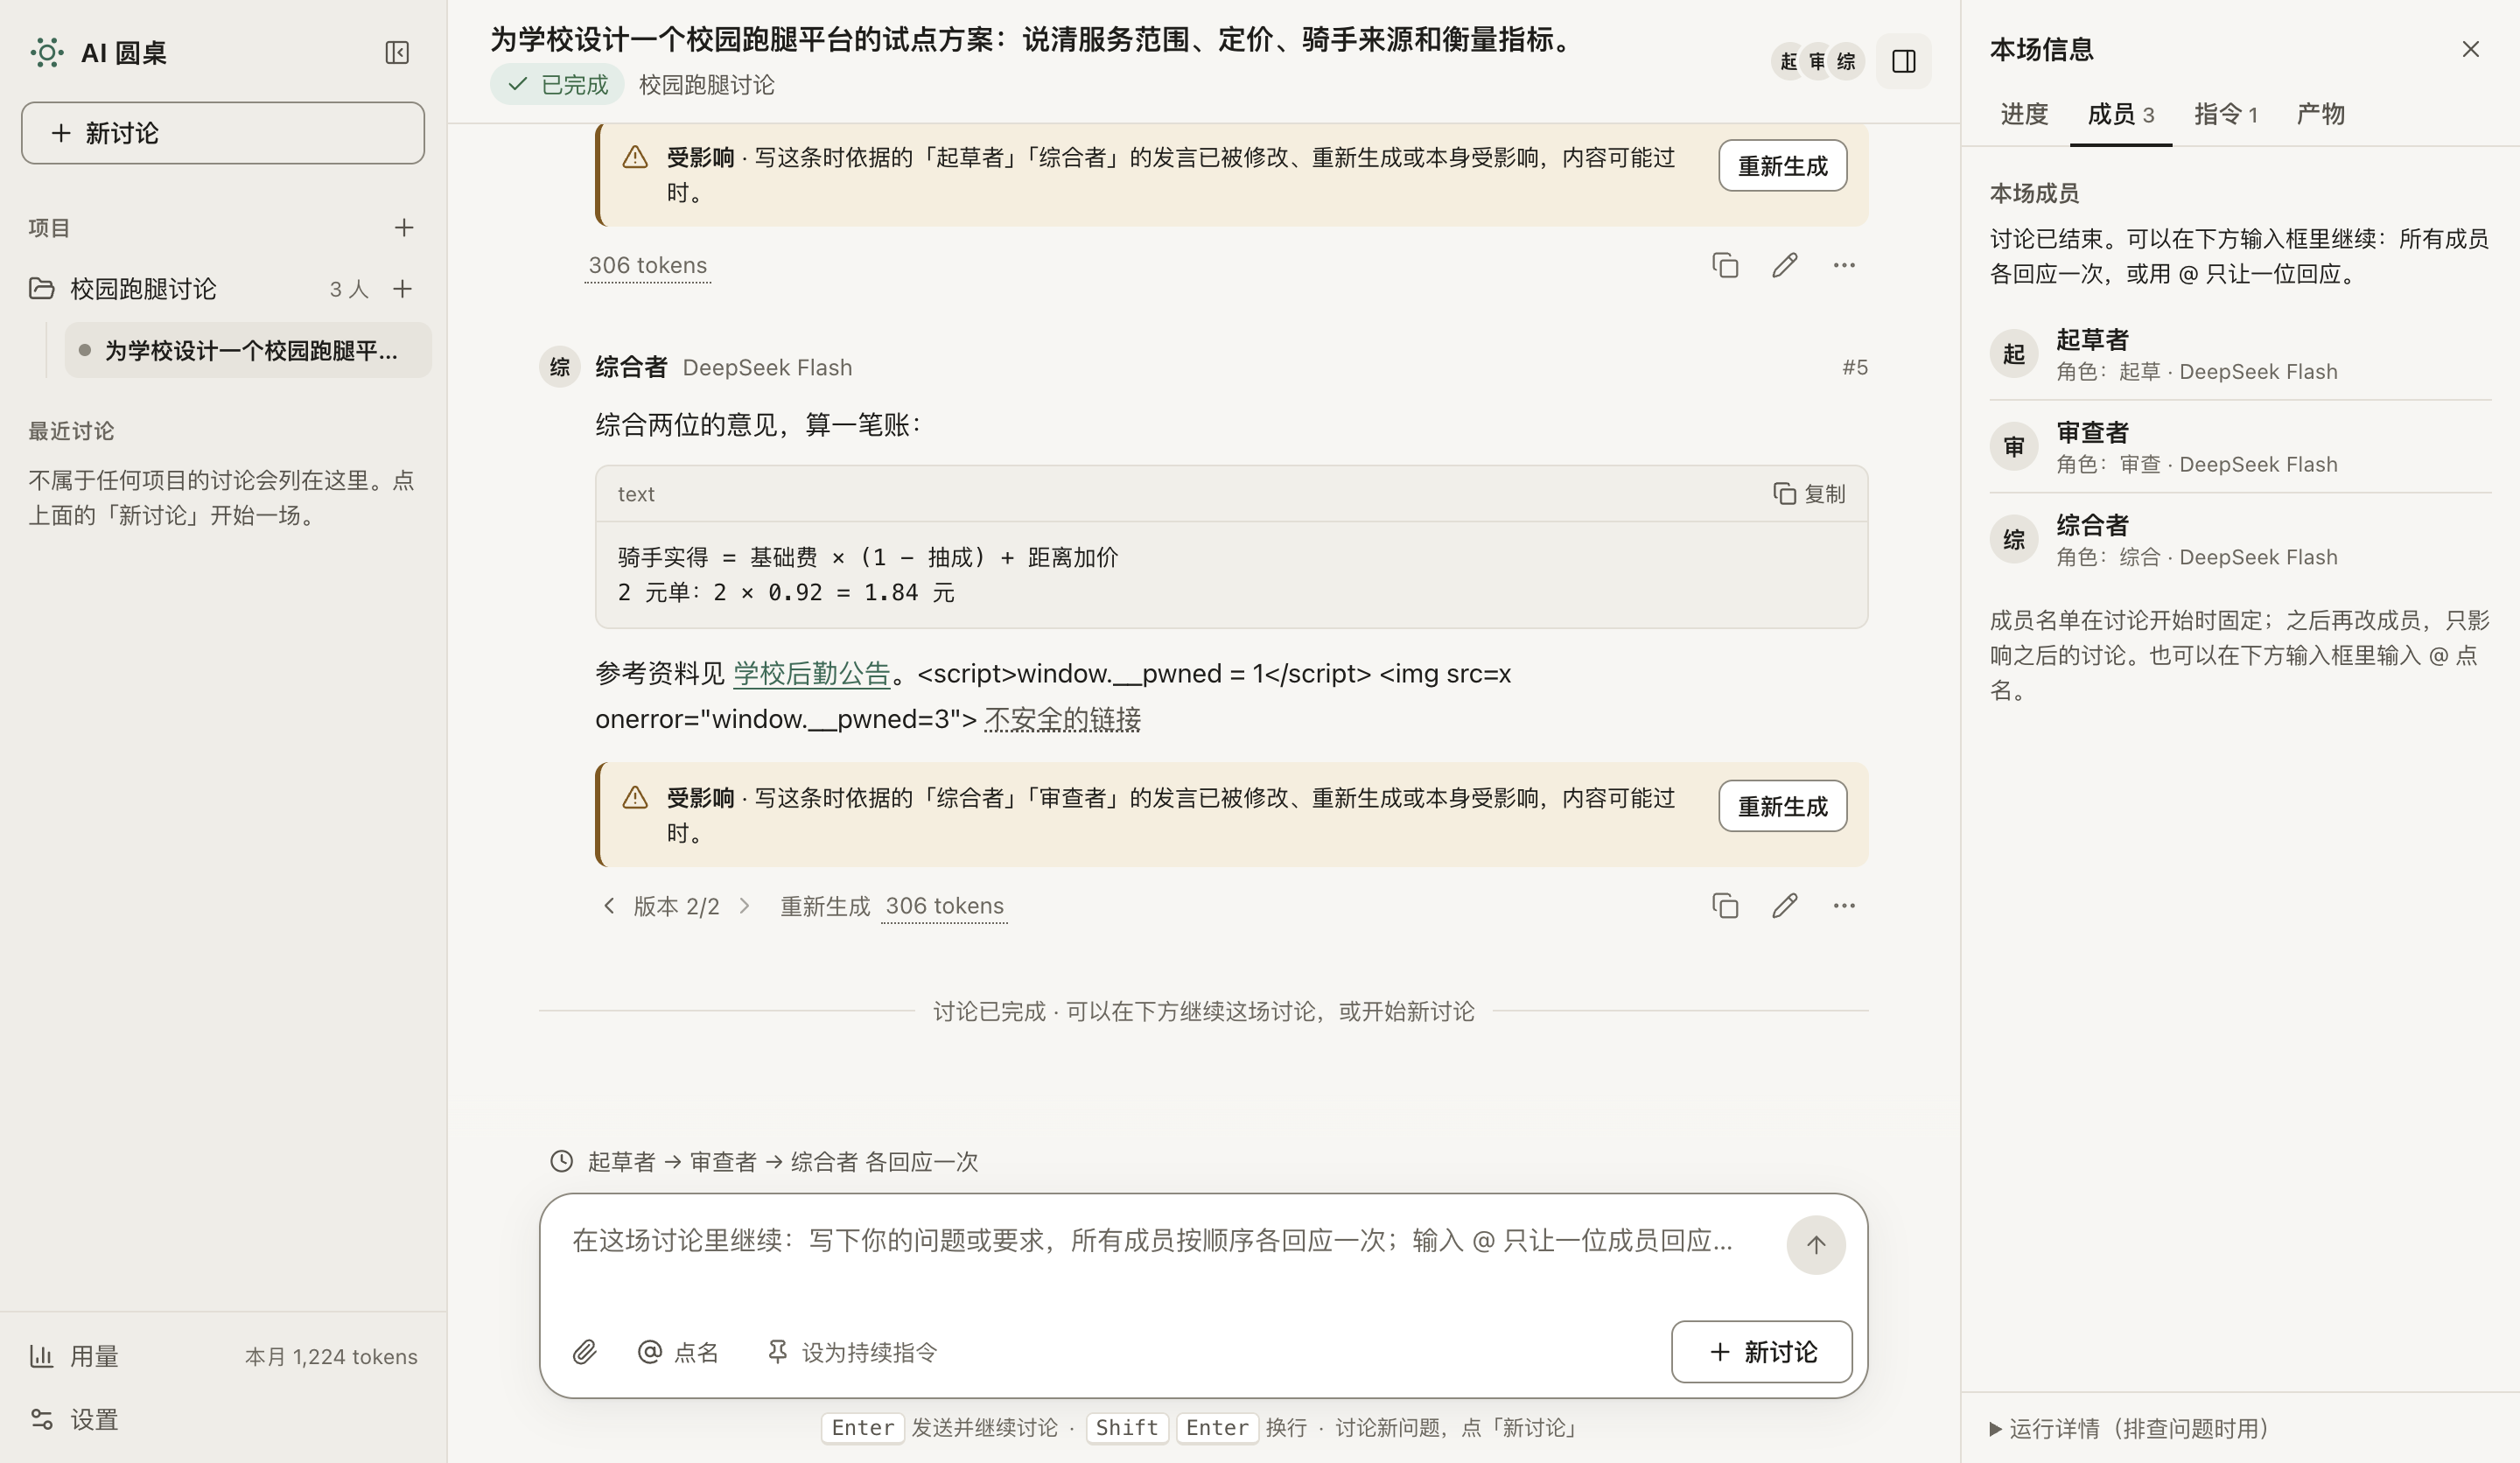 AI 圆桌
新讨论
项目
校园跑腿讨论 3 人
为学校设计一个校园跑腿平...
最近讨论
不属于任何项目的讨论会列在这里。点
上面的「新讨论」开始一场。
用量 本月 1,224 tokens
设置
为学校设计一个校园跑腿平台的试点方案：说清服务范围、定价、骑手来源和衡量指标。
已完成 校园跑腿讨论
起 审 综
受影响 · 写这条时依据的「起草者」「综合者」的发言已被修改、重新生成或本身受影响，内容可能过
时。
重新生成
306 tokens
综 综合者 DeepSeek Flash #5
综合两位的意见，算一笔账：
text 复制
骑手实得 = 基础费 × (1 − 抽成) + 距离加价
2 元单：2 × 0.92 = 1.84 元
参考资料见 学校后勤公告。<script>window.__pwned = 1</script> <img src=x
onerror="window.__pwned=3"> 不安全的链接
受影响 · 写这条时依据的「综合者」「审查者」的发言已被修改、重新生成或本身受影响，内容可能过
时。
重新生成
版本 2/2 重新生成 306 tokens
讨论已完成 · 可以在下方继续这场讨论，或开始新讨论
起草者 → 审查者 → 综合者 各回应一次
在这场讨论里继续：写下你的问题或要求，所有成员按顺序各回应一次；输入 @ 只让一位成员回应...
@ 点名 设为持续指令 新讨论
Enter 发送并继续讨论 · Shift Enter 换行 · 讨论新问题，点「新讨论」
本场信息
进度 成员 3 指令 1 产物
本场成员
讨论已结束。可以在下方输入框里继续：所有成员
各回应一次，或用 @ 只让一位回应。
起 起草者
角色：起草 · DeepSeek Flash
审 审查者
角色：审查 · DeepSeek Flash
综 综合者
角色：综合 · DeepSeek Flash
成员名单在讨论开始时固定；之后再改成员，只影
响之后的讨论。也可以在下方输入框里输入 @ 点
名。
运行详情（排查问题时用）